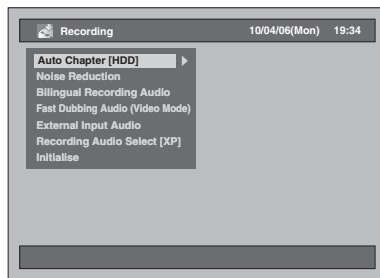 Recording 10/04/06(Mon) 19:34
Auto Chapter [HDD]
Noise Reduction
Bilingual Recording Audio
Fast Dubbing Audio (Video Mode)
External Input Audio
Recording Audio Select [XP]
Initialise